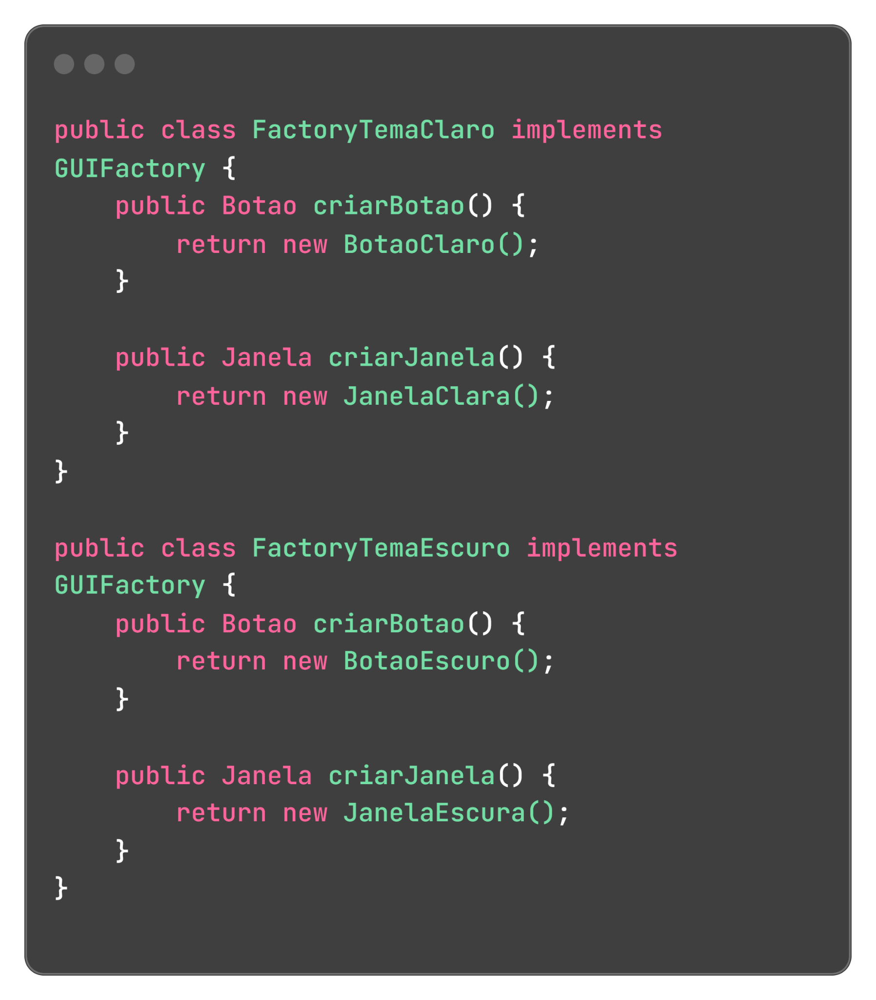 public class FactoryTemaClaro implements
GUIFactory {
    public Botao criarBotao() {
        return new BotaoClaro();
    }

    public Janela criarJanela() {
        return new JanelaClara();
    }
}

public class FactoryTemaEscuro implements
GUIFactory {
    public Botao criarBotao() {
        return new BotaoEscuro();
    }

    public Janela criarJanela() {
        return new JanelaEscura();
    }
}